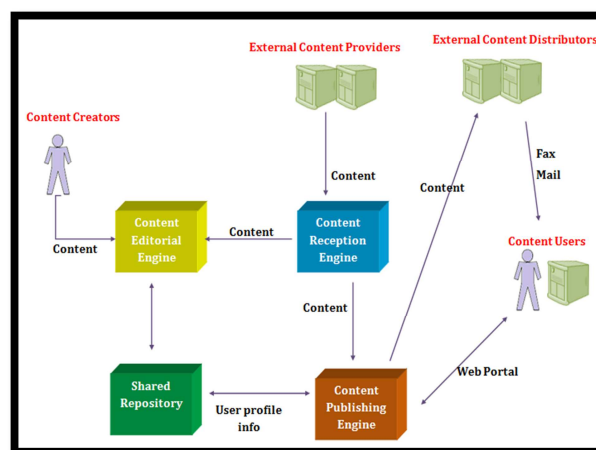 External Content Providers
External Content Distributors
Content Creators
Fax
Mail
Content
Content
Content
Editorial
Engine
Content
Content
Content
Reception
Engine
Content Users
Content
Web Portal
Shared
Repository
User profile
info
Content
Publishing
Engine